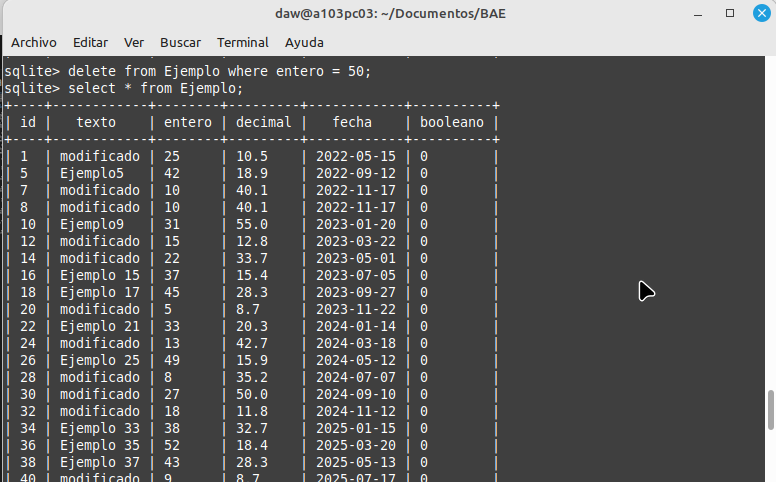 daw@a103pc03: ~/Documentos/BAE
Archivo Editar Ver Buscar Terminal Ayuda
sqlite> delete from Ejemplo where entero = 50;
sqlite> select * from Ejemplo;
+----+------------+--------+---------+------------+----------+
| id |   texto    | entero | decimal |   fecha    | booleano |
+----+------------+--------+---------+------------+----------+
| 1  | modificado | 25     | 10.5    | 2022-05-15 | 0        |
| 5  | Ejemplo5   | 42     | 18.9    | 2022-09-12 | 0        |
| 7  | modificado | 10     | 40.1    | 2022-11-17 | 0        |
| 8  | modificado | 10     | 40.1    | 2022-11-17 | 0        |
| 10 | Ejemplo9   | 31     | 55.0    | 2023-01-20 | 0        |
| 12 | modificado | 15     | 12.8    | 2023-03-22 | 0        |
| 14 | modificado | 22     | 33.7    | 2023-05-01 | 0        |
| 16 | Ejemplo 15 | 37     | 15.4    | 2023-07-05 | 0        |
| 18 | Ejemplo 17 | 45     | 28.3    | 2023-09-27 | 0        |
| 20 | modificado | 5      | 8.7     | 2023-11-22 | 0        |
| 22 | Ejemplo 21 | 33     | 20.3    | 2024-01-14 | 0        |
| 24 | modificado | 13     | 42.7    | 2024-03-18 | 0        |
| 26 | Ejemplo 25 | 49     | 15.9    | 2024-05-12 | 0        |
| 28 | modificado | 8      | 35.2    | 2024-07-07 | 0        |
| 30 | modificado | 27     | 50.0    | 2024-09-10 | 0        |
| 32 | modificado | 18     | 11.8    | 2024-11-12 | 0        |
| 34 | Ejemplo 33 | 38     | 32.7    | 2025-01-15 | 0        |
| 36 | Ejemplo 35 | 52     | 18.4    | 2025-03-20 | 0        |
| 38 | Ejemplo 37 | 43     | 28.3    | 2025-05-13 | 0        |
| 40 | modificado | 9      | 8.7     | 2025-07-17 | 0        |